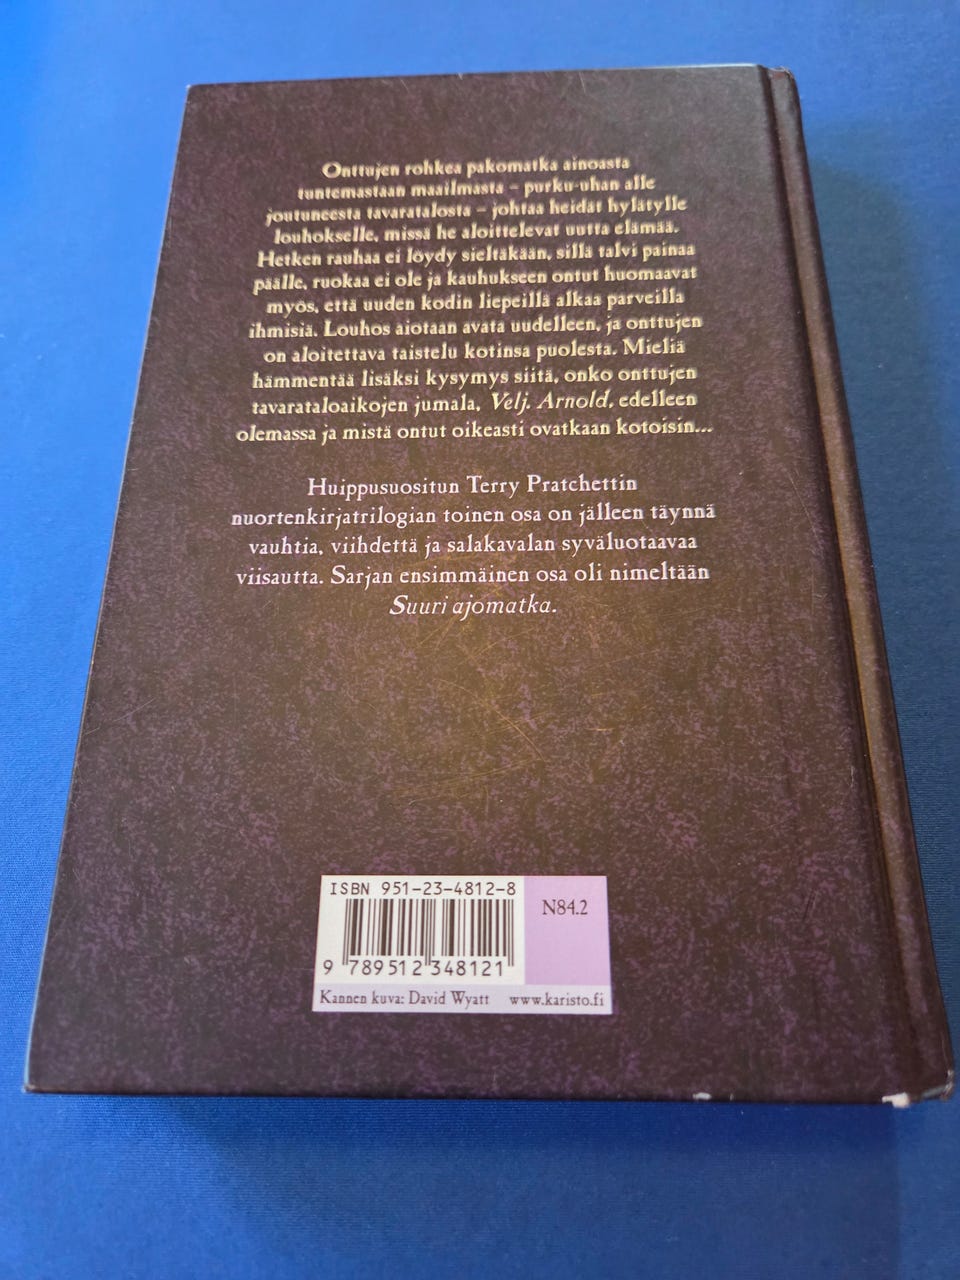 Onttujen rohkea pakomatka ainoasta
tuntemastaan maailmasta – purku-uhan alle
joutuneesta tavaratalosta – johtaa heidät hylätylle
louhokselle, missä he aloittelevat uutta elämää.
Hetken rauhaa ei löydy sieltäkään, sillä talvi painaa
päälle, ruokaa ei ole ja kauhukseen ontut huomaavat
myös, että uuden kodin liepeillä alkaa parveilla
ihmisiä. Louhos aiotaan avata uudelleen, ja onttujen
on aloitettava taistelu kotinsa puolesta. Mieliä
hämmentää lisäksi kysymys siitä, onko onttujen
tavarataloaikojen jumala, Velj. Arnold, edelleen
olemassa ja mistä ontut oikeasti ovatkaan kotoisin...
Huippusuositun Terry Pratchettin
nuortenkirjatrilogian toinen osa on jälleen täynnä
vauhtia, viihdettä ja salakavalan syväluotaavaa
viisautta. Sarjan ensimmäinen osa oli nimeltään
Suuri ajomatka.
ISBN 951-23-4812-8
N84.2
9 789512 348121
Kannen kuva: David Wyatt www.karisto.fi